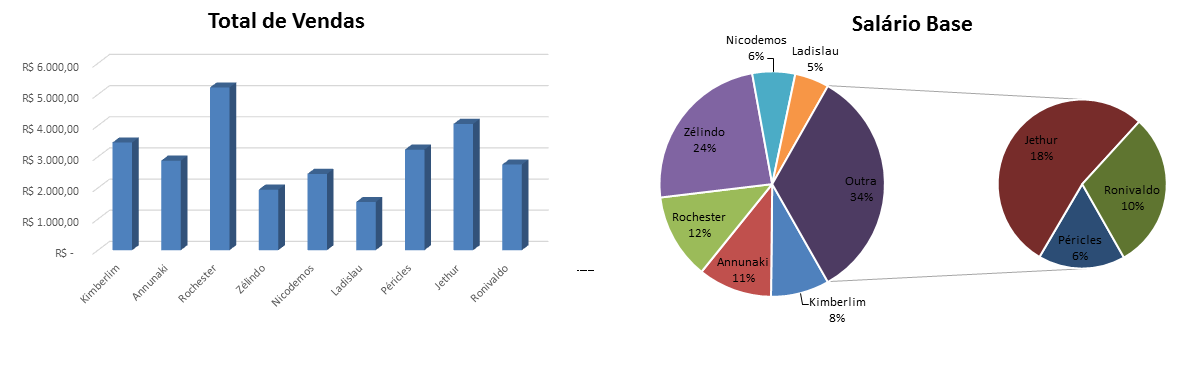 Total de Vendas
R$ 6.000,00
R$ 5.000,00
R$ 4.000,00
R$ 3.000,00
R$ 2.000,00
R$ 1.000,00
R$ -
Kimberlim
Annunaki
Rochester
Zélindo
Nicodemos
Ladislau
Péricles
Jethur
Ronivaldo
Salário Base
Nicodemos
6%
Ladislau
5%
Zélindo
24%
Outra
34%
Rochester
12%
Annunaki
11%
Kimberlim
8%
Jethur
18%
Ronivaldo
10%
Péricles
6%